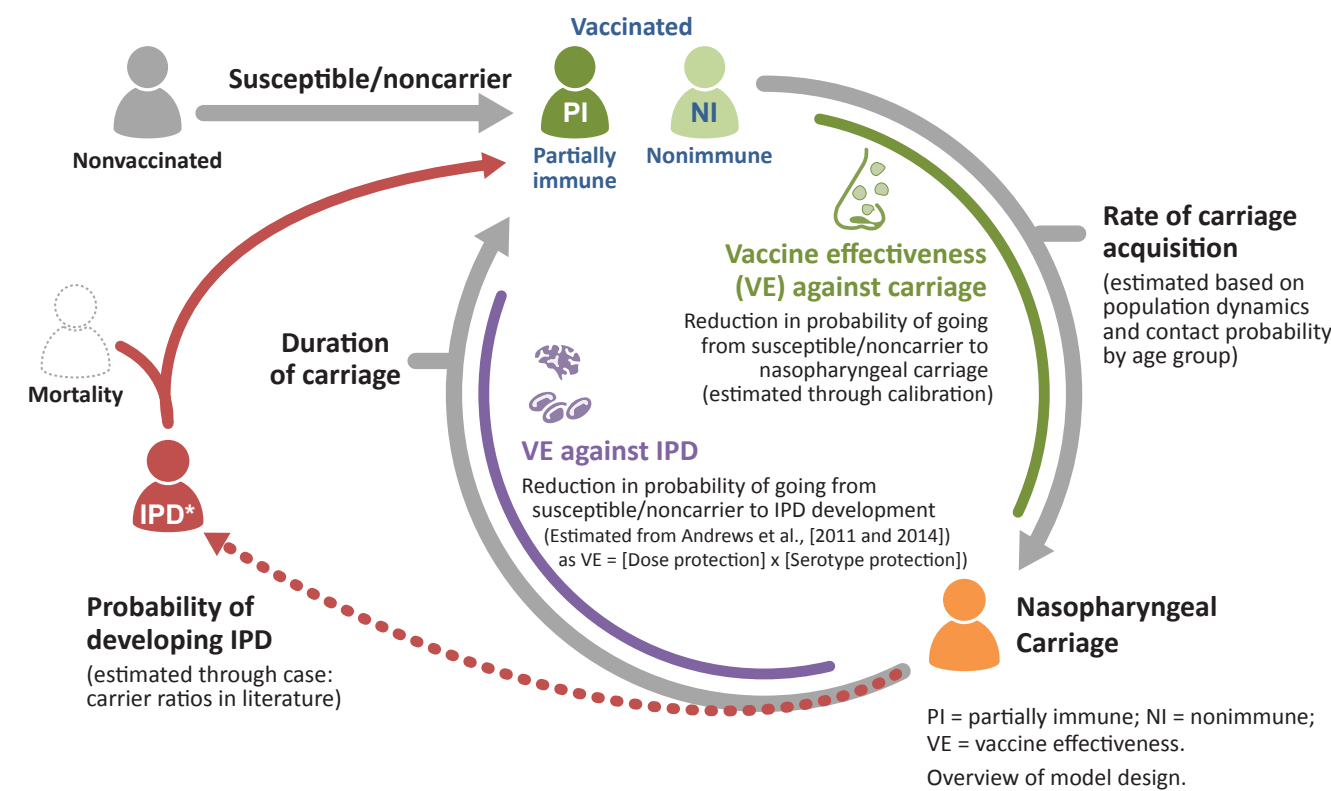 Vaccinated
Susceptible/noncarrier
PI
NI
Nonvaccinated
Partially
immune
Nonimmune
Rate of carriage
acquisition
(estimated based on
population dynamics
and contact probability
by age group)
Vaccine effectiveness
(VE) against carriage
Reduction in probability of going
from susceptible/noncarrier to
nasopharyngeal carriage
(estimated through calibration)
Duration
of carriage
Mortality
VE against IPD
Reduction in probability of going from
susceptible/noncarrier to IPD development
(Estimated from Andrews et al., [2011 and 2014])
as VE = [Dose protection] x [Serotype protection])
IPD*
Probability of
developing IPD
(estimated through case:
carrier ratios in literature)
Nasopharyngeal
Carriage
PI = partially immune; NI = nonimmune;
VE = vaccine effectiveness.
Overview of model design.